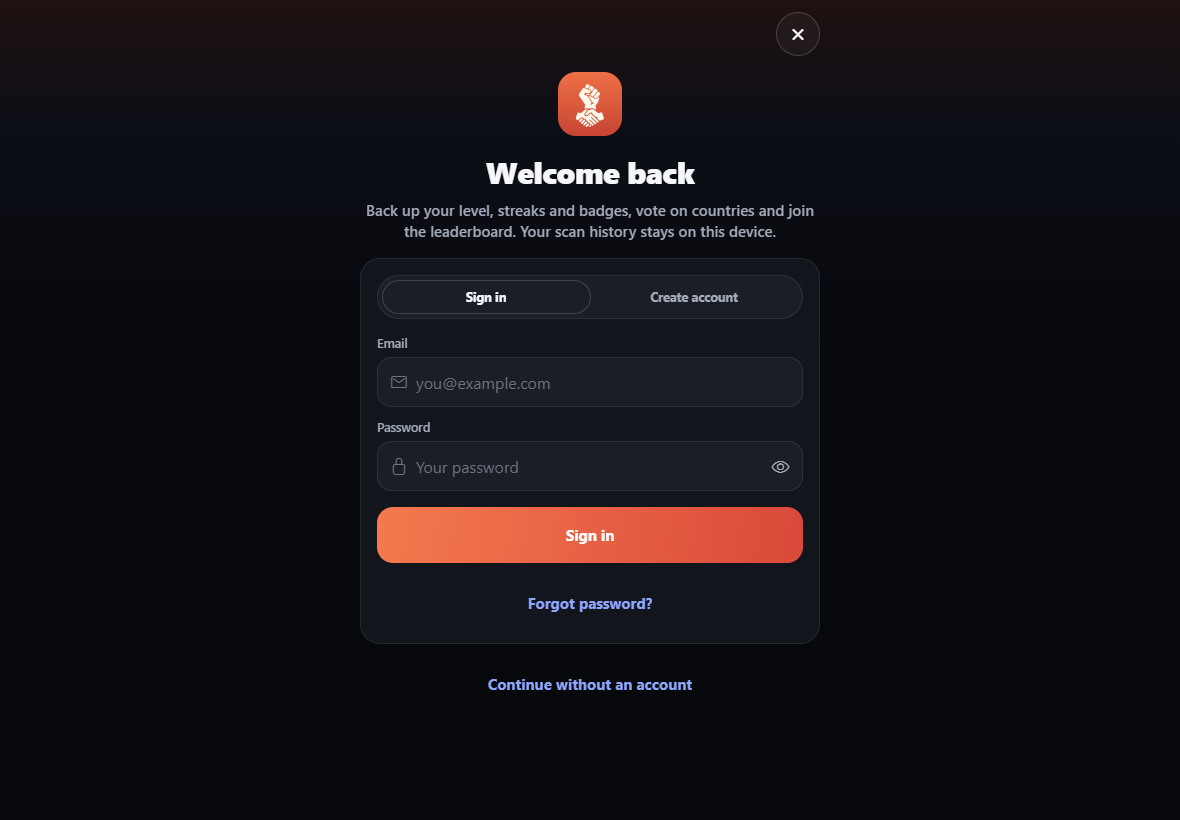 Welcome back
Back up your level, streaks and badges, vote on countries and join
the leaderboard. Your scan history stays on this device.
Sign in
Create account
Email
you@example.com
Password
Your password
Sign in
Forgot password?
Continue without an account